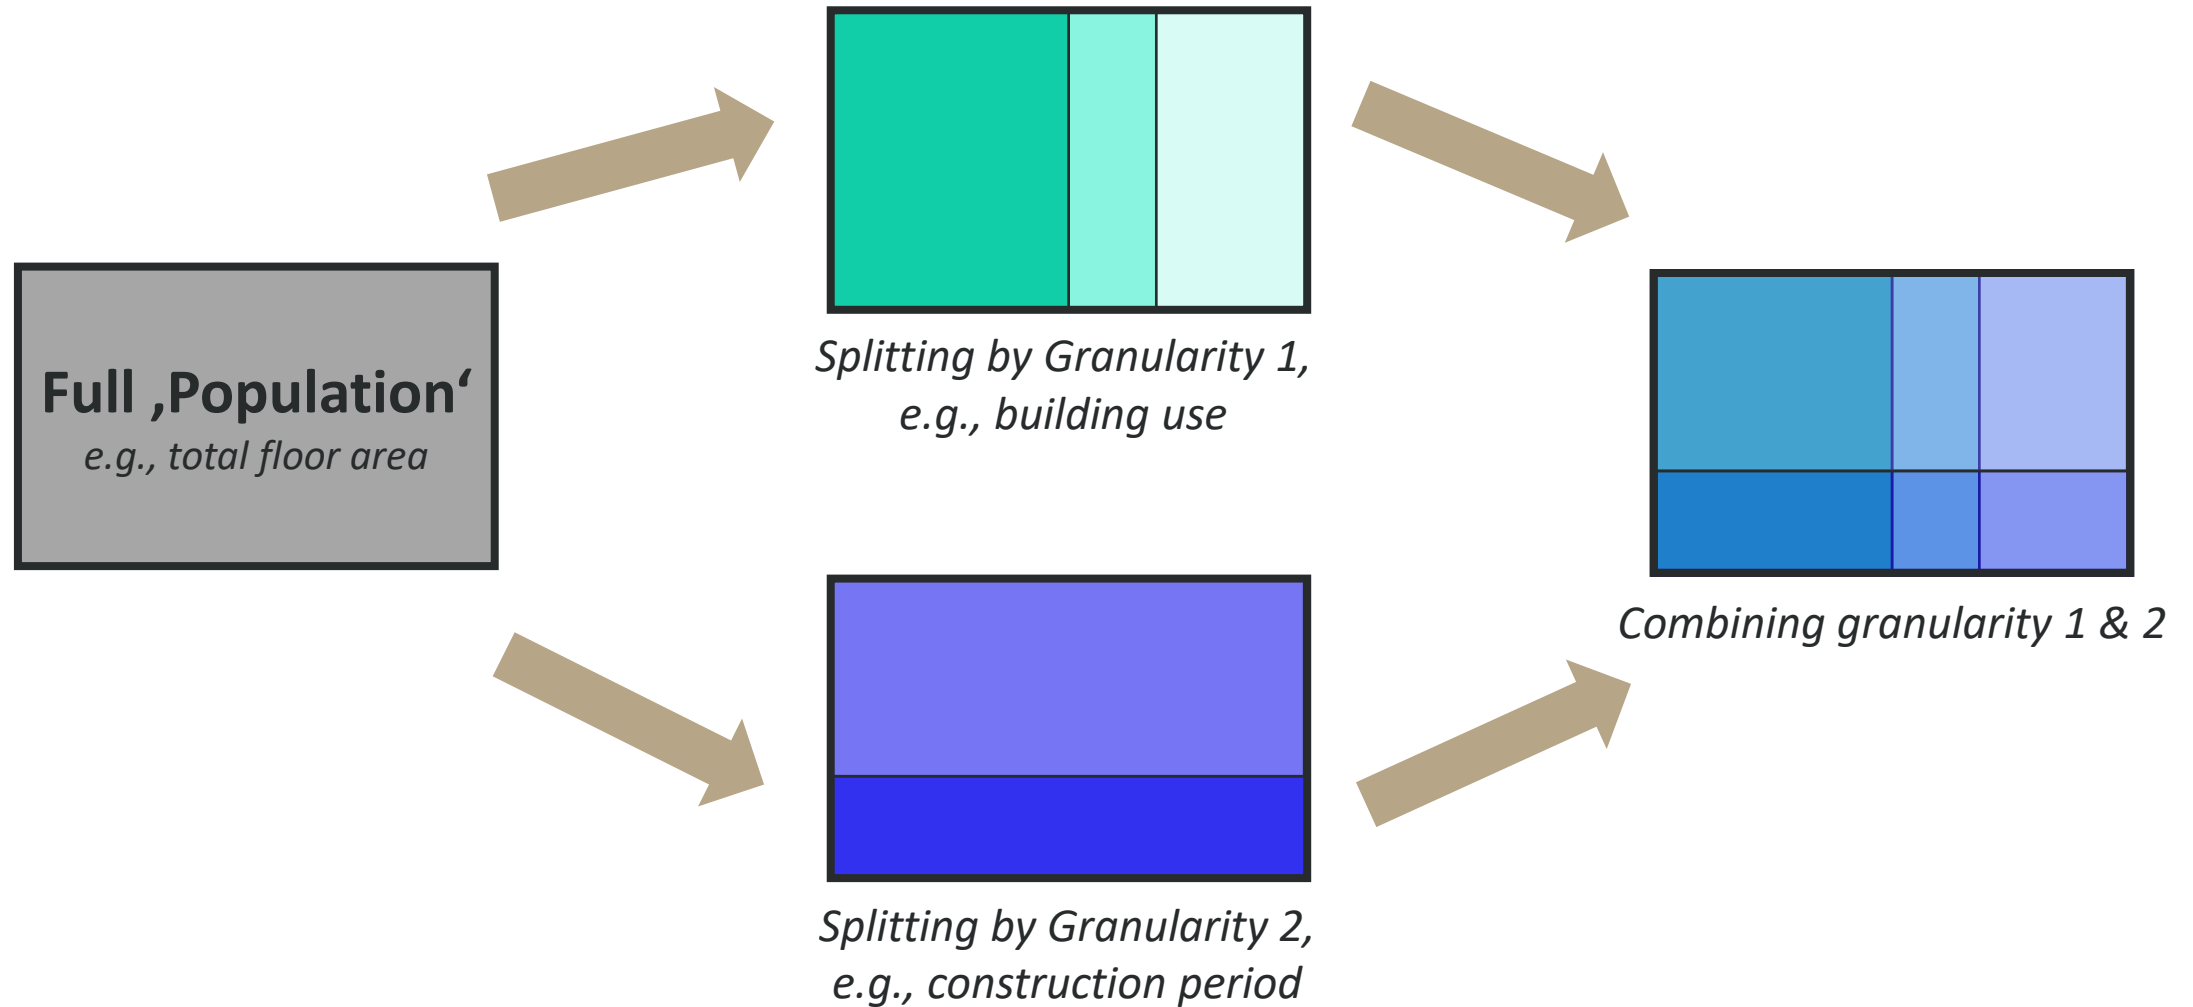 Full ‚Population‘
e.g., total floor area
Splitting by Granularity 1,
e.g., building use
Splitting by Granularity 2,
e.g., construction period
Combining granularity 1 & 2